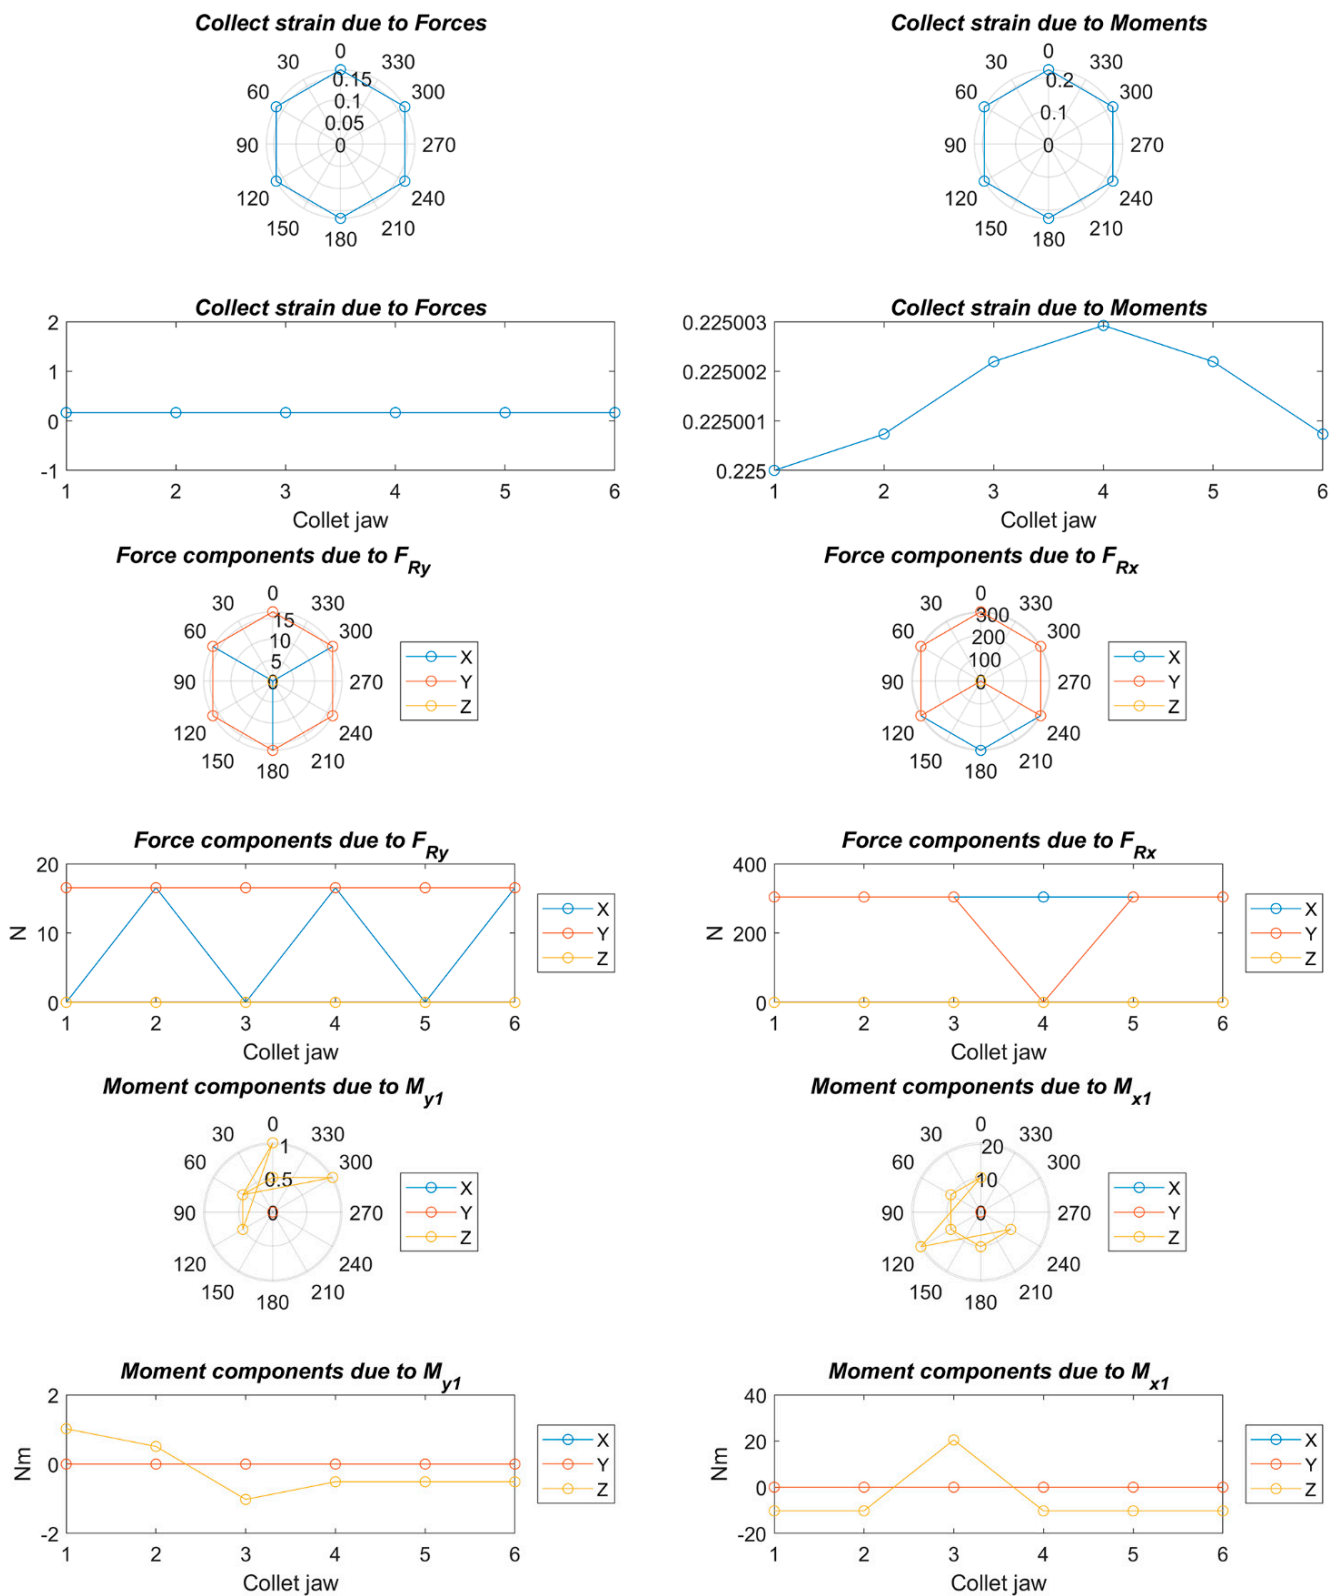 Collect strain due to Forces
0
30
330
0.15
60
300
0.1
0.05
90
0
270
120
240
150
210
180
Collect strain due to Moments
0
30
330
0.2
60
300
0.1
90
0
270
120
240
150
210
180
Collect strain due to Forces
2
1
0
-1
1 2 3 4 5 6
Collet jaw
Collect strain due to Moments
0.225003
0.225002
0.225001
0.225
1 2 3 4 5 6
Collet jaw
Force components due to F_Ry
0
30
330
15
60
300
10
5
90
0
270
120
240
150
210
180
X
Y
Z
Force components due to F_Rx
0
30
330
300
60
300
200
100
90
0
270
120
240
150
210
180
X
Y
Z
Force components due to F_Ry
20
10
0
N
1 2 3 4 5 6
Collet jaw
X
Y
Z
Force components due to F_Rx
400
200
0
N
1 2 3 4 5 6
Collet jaw
X
Y
Z
Moment components due to M_y1
0
30
330
1
60
300
0.5
90
0
270
120
240
150
210
180
X
Y
Z
Moment components due to M_x1
0
30
330
20
60
300
10
90
0
270
120
240
150
210
180
X
Y
Z
Moment components due to M_y1
2
0
-2
Nm
1 2 3 4 5 6
Collet jaw
X
Y
Z
Moment components due to M_x1
40
20
0
-20
Nm
1 2 3 4 5 6
Collet jaw
X
Y
Z